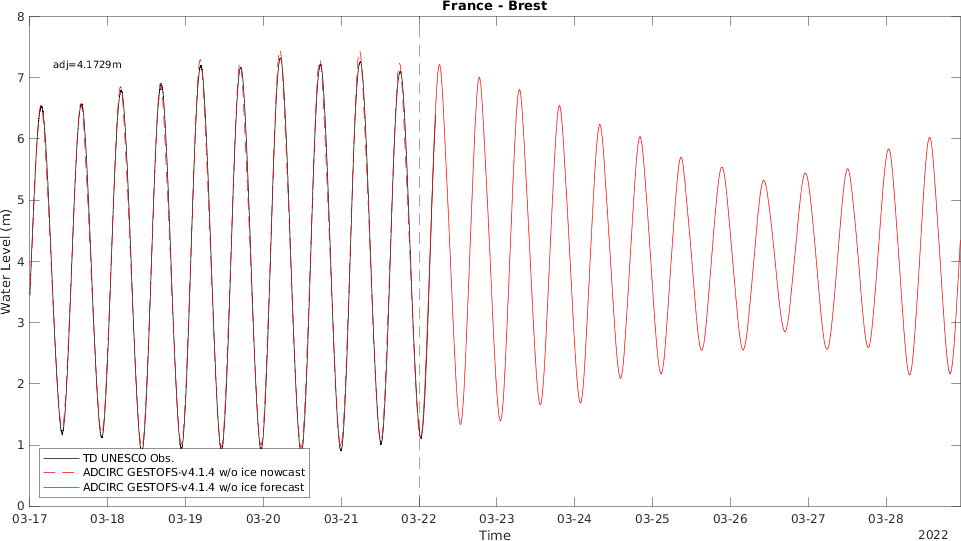 France - Brest
8
7
6
5
4
3
2
1
0
Water Level (m)
adj=4.1729m
TD UNESCO Obs.
ADCIRC GESTOFS-v4.1.4 w/o ice nowcast
ADCIRC GESTOFS-v4.1.4 w/o ice forecast
03-17 03-18 03-19 03-20 03-21 03-22 03-23 03-24 03-25 03-26 03-27 03-28
Time
2022